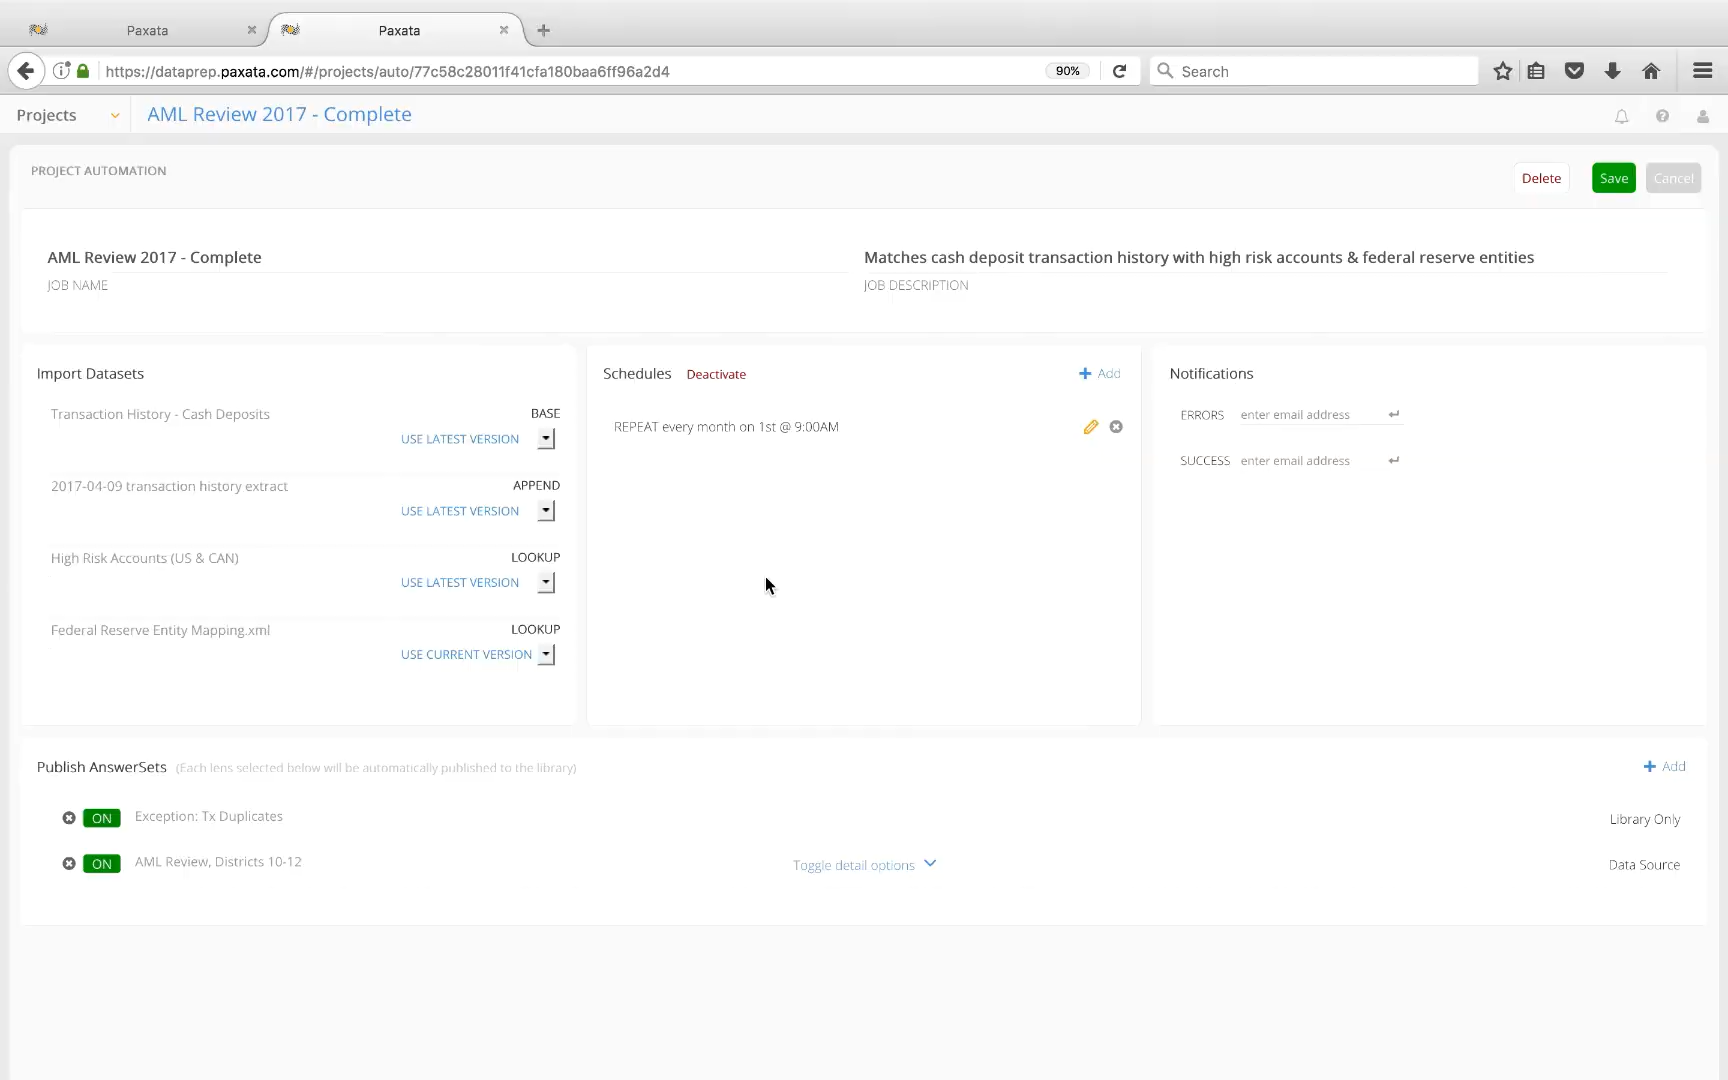 Paxata
Paxata
https://dataprep.paxata.com/#/projects/auto/77c58c28011f41cfa180baa6ff96a2d4
90%
Search
Projects
AML Review 2017 - Complete
PROJECT AUTOMATION
Delete
Save
Cancel
AML Review 2017 - Complete
JOB NAME
Matches cash deposit transaction history with high risk accounts & federal reserve entities
JOB DESCRIPTION
Import Datasets
Transaction History - Cash Deposits
BASE
USE LATEST VERSION
2017-04-09 transaction history extract
APPEND
USE LATEST VERSION
High Risk Accounts (US & CAN)
LOOKUP
USE LATEST VERSION
Federal Reserve Entity Mapping.xml
LOOKUP
USE CURRENT VERSION
Schedules Deactivate
Add
REPEAT every month on 1st @ 9:00AM
Notifications
ERRORS enter email address
SUCCESS enter email address
Publish AnswerSets (Each lens selected below will be automatically published to the library)
Add
ON Exception: Tx Duplicates
Library Only
ON AML Review, Districts 10-12
Toggle detail options
Data Source